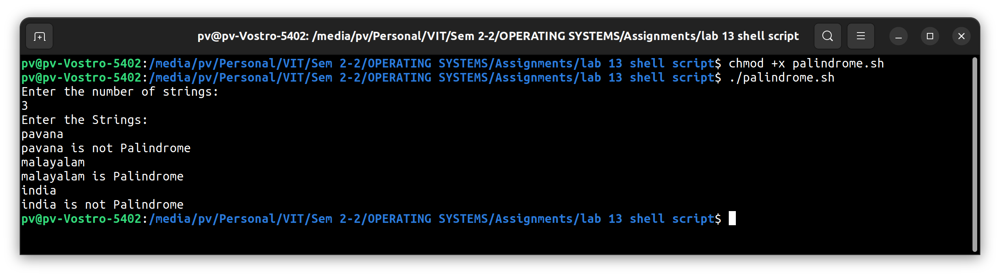 pv@pv-Vostro-5402: /media/pv/Personal/VIT/Sem 2-2/OPERATING SYSTEMS/Assignments/lab 13 shell script
pv@pv-Vostro-5402:/media/pv/Personal/VIT/Sem 2-2/OPERATING SYSTEMS/Assignments/lab 13 shell script$ chmod +x palindrome.sh
pv@pv-Vostro-5402:/media/pv/Personal/VIT/Sem 2-2/OPERATING SYSTEMS/Assignments/lab 13 shell script$ ./palindrome.sh
Enter the number of strings:
3
Enter the Strings:
pavana
pavana is not Palindrome
malayalam
malayalam is Palindrome
india
india is not Palindrome
pv@pv-Vostro-5402:/media/pv/Personal/VIT/Sem 2-2/OPERATING SYSTEMS/Assignments/lab 13 shell script$